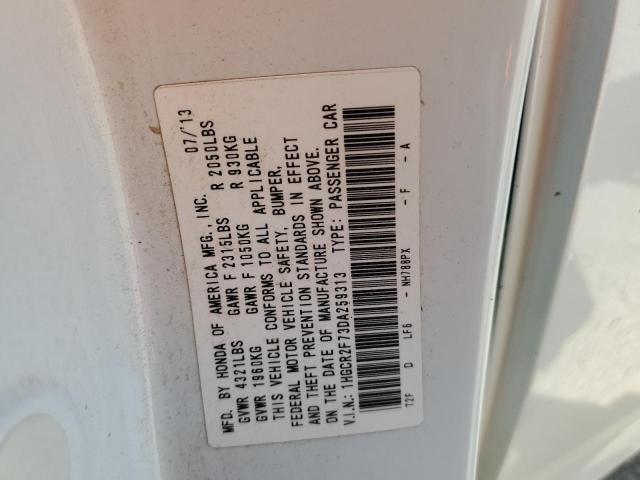 MFD. BY HONDA OF AMERICA MFG., INC. 07/'13
GVWR 4321LBS GAWR F 2315LBS R 2050LBS
GVWR 1960KG GAWR F 1050KG R 930KG
THIS VEHICLE CONFORMS TO ALL APPLICABLE
FEDERAL MOTOR VEHICLE SAFETY, BUMPER,
AND THEFT PREVENTION STANDARDS IN EFFECT
ON THE DATE OF MANUFACTURE SHOWN ABOVE.
V.I.N.: 1HGCR2F73DA259313 TYPE: PASSENGER CAR
T2F D LF6 - NH788PX - F - A